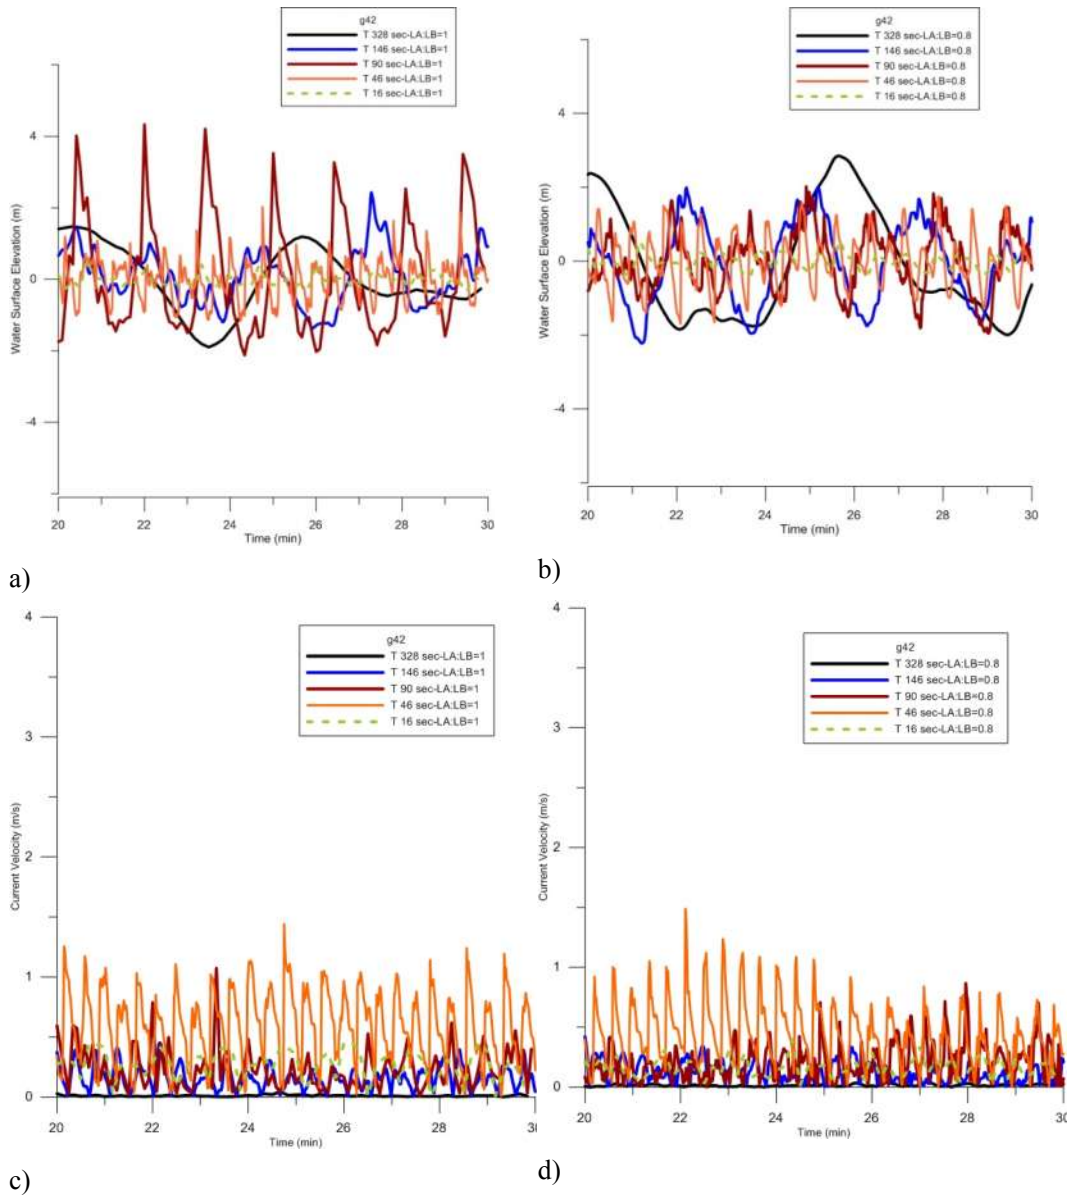 g42
T 328 sec-LA:LB=1
T 146 sec-LA:LB=1
T 90 sec-LA:LB=1
T 46 sec-LA:LB=1
T 16 sec-LA:LB=1
Water Surface Elevation (m)
4
0
-4
20 22 24 26 28 30
Time (min)
a)
g42
T 328 sec-LA:LB=0.8
T 146 sec-LA:LB=0.8
T 90 sec-LA:LB=0.8
T 46 sec-LA:LB=0.8
T 16 sec-LA:LB=0.8
Water Surface Elevation (m)
4
0
-4
20 22 24 26 28 30
Time (min)
b)
g42
T 328 sec-LA:LB=1
T 146 sec-LA:LB=1
T 90 sec-LA:LB=1
T 46 sec-LA:LB=1
T 16 sec-LA:LB=1
Current Velocity (m/s)
4
3
2
1
0
20 22 24 26 28 30
Time (min)
c)
g42
T 328 sec-LA:LB=0.8
T 146 sec-LA:LB=0.8
T 90 sec-LA:LB=0.8
T 46 sec-LA:LB=0.8
T 16 sec-LA:LB=0.8
Current Velocity (m/s)
4
3
2
1
0
20 22 24 26 28 30
Time (min)
d)